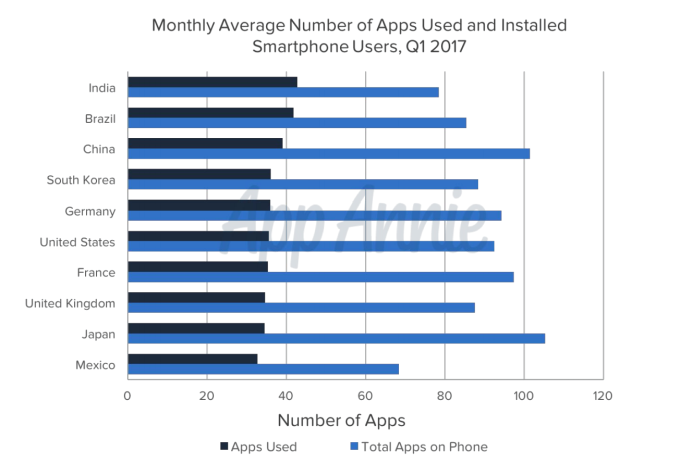 Monthly Average Number of Apps Used and Installed
Smartphone Users, Q1 2017
India
Brazil
China
South Korea
Germany
United States
France
United Kingdom
Japan
Mexico
App Annie
0 20 40 60 80 100 120
Number of Apps
Apps Used Total Apps on Phone